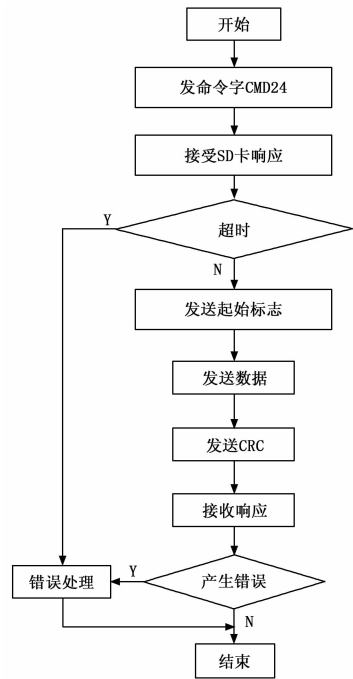 开始
发命令字CMD24
接受SD卡响应
Y
超时
N
发送起始标志
发送数据
发送CRC
接收响应
错误处理
Y
产生错误
N
结束